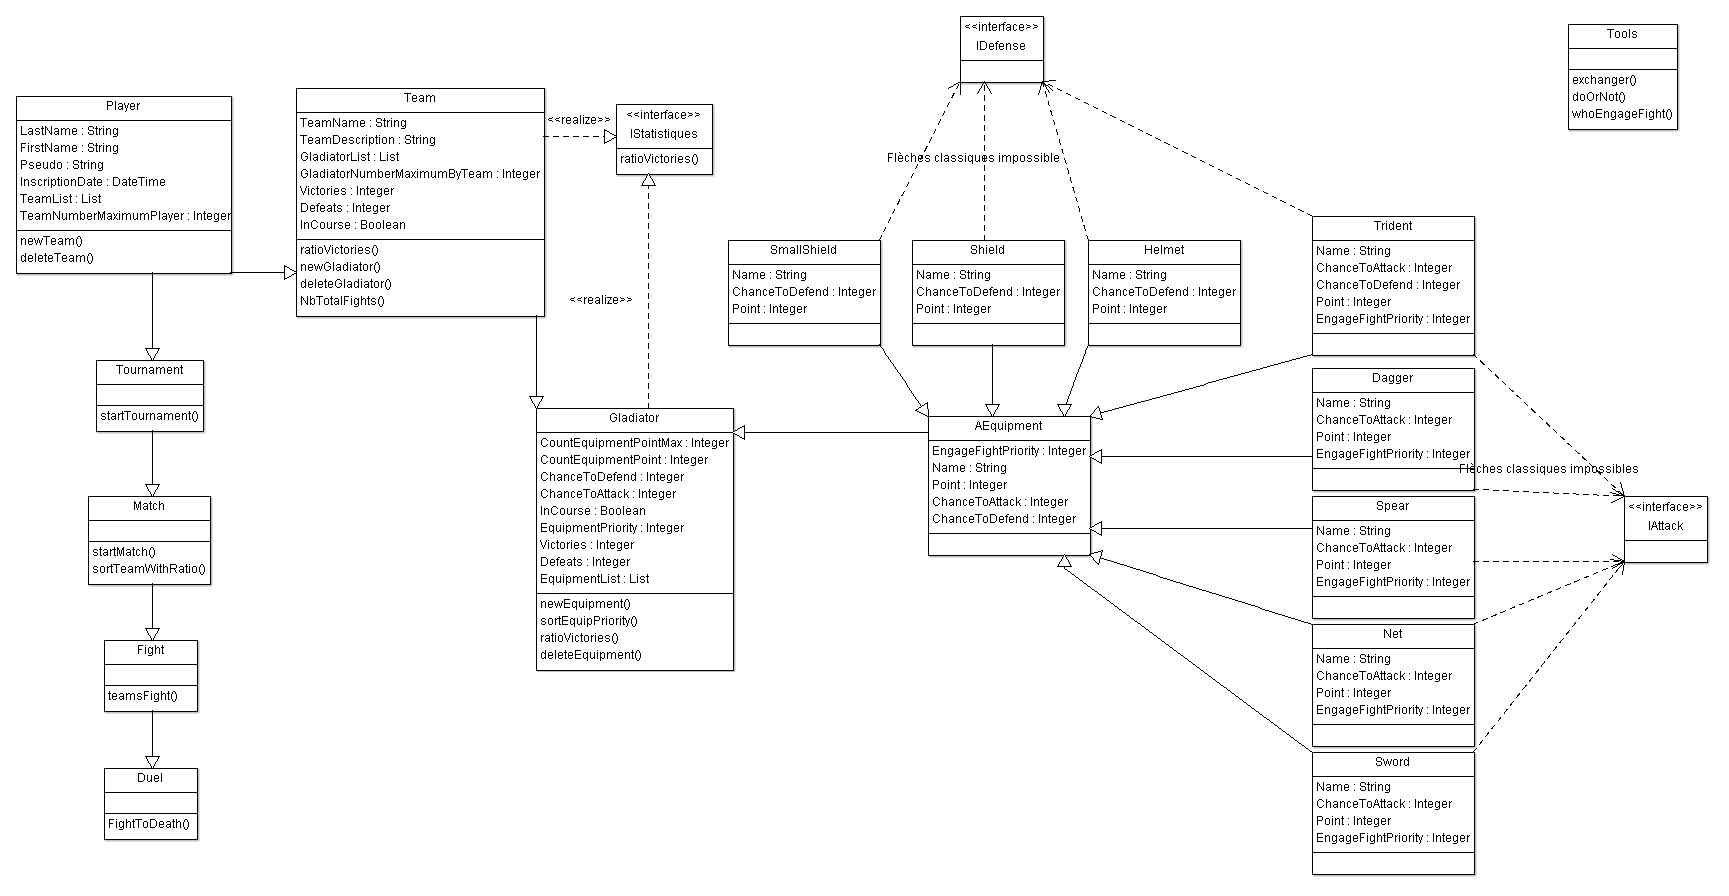 Player
LastName : String
FirstName : String
Pseudo : String
InscriptionDate : DateTime
TeamList : List
TeamNumberMaximumPlayer : Integer
newTeam()
deleteTeam()
Team
TeamName : String
TeamDescription : String
GladiatorList : List
GladiatorNumberMaximumByTeam : Integer
Victories : Integer
Defeats : Integer
InCourse : Boolean
ratioVictories()
newGladiator()
deleteGladiator()
NbTotalFights()
<<realize>>
<<interface>>
IStatistiques
ratioVictories()
<<realize>>
<<interface>>
IDefense
Flèches classiques impossible
Tools
exchanger()
doOrNot()
whoEngageFight()
SmallShield
Name : String
ChanceToDefend : Integer
Point : Integer
Shield
Name : String
ChanceToDefend : Integer
Point : Integer
Helmet
Name : String
ChanceToDefend : Integer
Point : Integer
Trident
Name : String
ChanceToAttack : Integer
ChanceToDefend : Integer
Point : Integer
EngageFightPriority : Integer
Tournament
startTournament()
Match
startMatch()
sortTeamWithRatio()
Fight
teamsFight()
Duel
FightToDeath()
Gladiator
CountEquipmentPointMax : Integer
CountEquipmentPoint : Integer
ChanceToDefend : Integer
ChanceToAttack : Integer
InCourse : Boolean
EquipmentPriority : Integer
Victories : Integer
Defeats : Integer
EquipmentList : List
newEquipment()
sortEquipPriority()
ratioVictories()
deleteEquipment()
AEquipment
EngageFightPriority : Integer
Name : String
Point : Integer
ChanceToAttack : Integer
ChanceToDefend : Integer
Dagger
Name : String
ChanceToAttack : Integer
Point : Integer
EngageFightPriority : Integer
Flèches classiques impossibles
Spear
Name : String
ChanceToAttack : Integer
Point : Integer
EngageFightPriority : Integer
<<interface>>
IAttack
Net
Name : String
ChanceToAttack : Integer
Point : Integer
EngageFightPriority : Integer
Sword
Name : String
ChanceToAttack : Integer
Point : Integer
EngageFightPriority : Integer